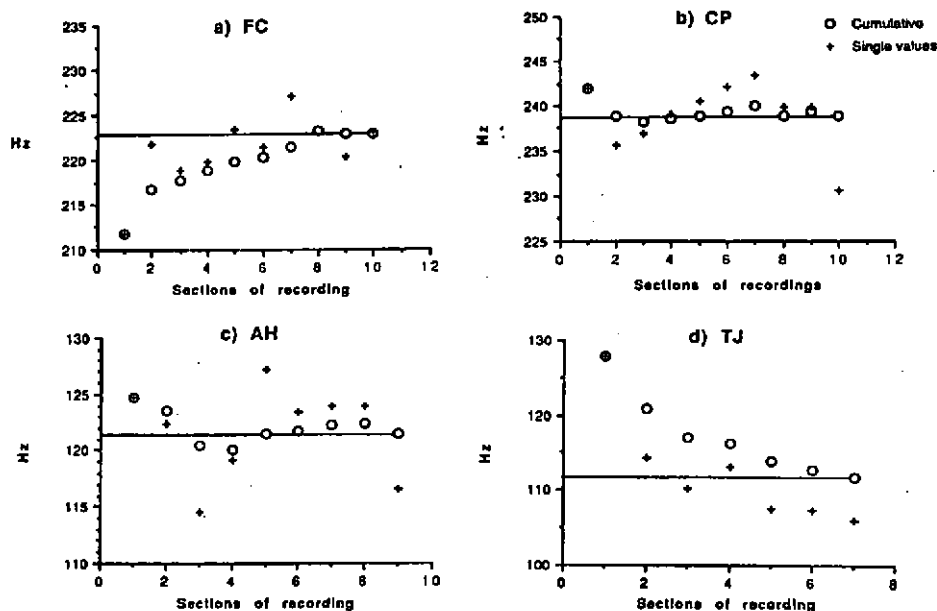 a) FC
230
225
Hz
220
215
210
0 2 4 6 8 10 12
Sections of recording
b) CP
O Cumulative
+ Single values
250
245
240
Hz
235
230
225
0 2 4 6 8 10 12
Sections of recordings
c) AH
130
125
Hz
120
115
110
0 2 4 6 8 10
Sections of recording
d) TJ
130
120
Hz
110
100
0 2 4 6 8
Sections of recording